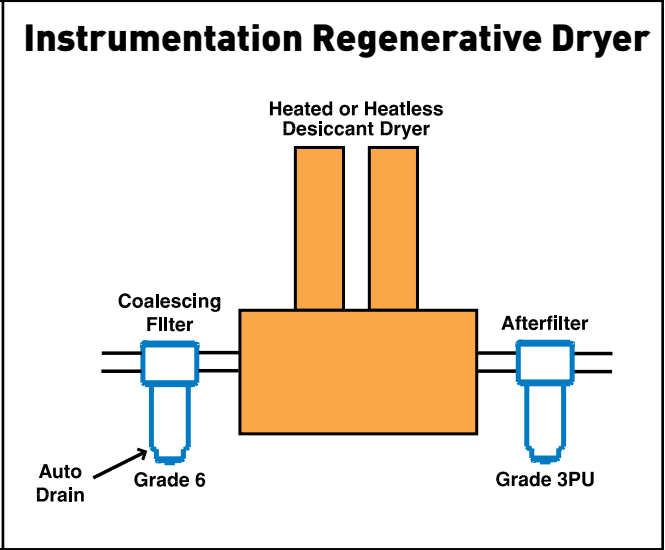 Instrumentation Regenerative Dryer
Heated or Heatless
Desiccant Dryer
Coalescing
FIlter
Afterfilter
Auto
Drain
Grade 6
Grade 3PU